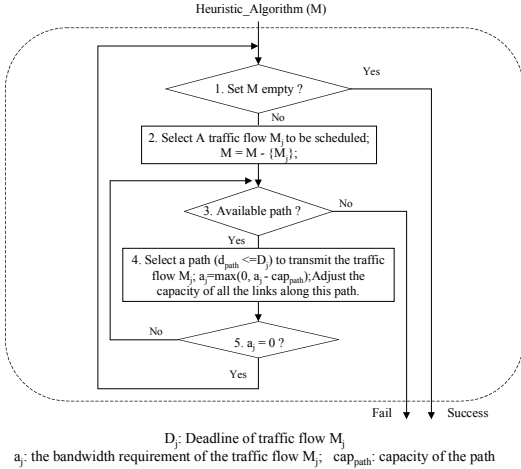 Heuristic_Algorithm (M)
Yes
1. Set M empty ?
No
2. Select A traffic flow Mj to be scheduled;
M = M - {Mj};
No
3. Available path ?
Yes
4. Select a path (dpath <=Dj) to transmit the traffic
flow Mj; aj=max(0, aj - cappath);Adjust the
capacity of all the links along this path.
No
5. aj = 0 ?
Yes
Fail Success
Dj: Deadline of traffic flow Mj
aj: the bandwidth requirement of the traffic flow Mj; cappath: capacity of the path